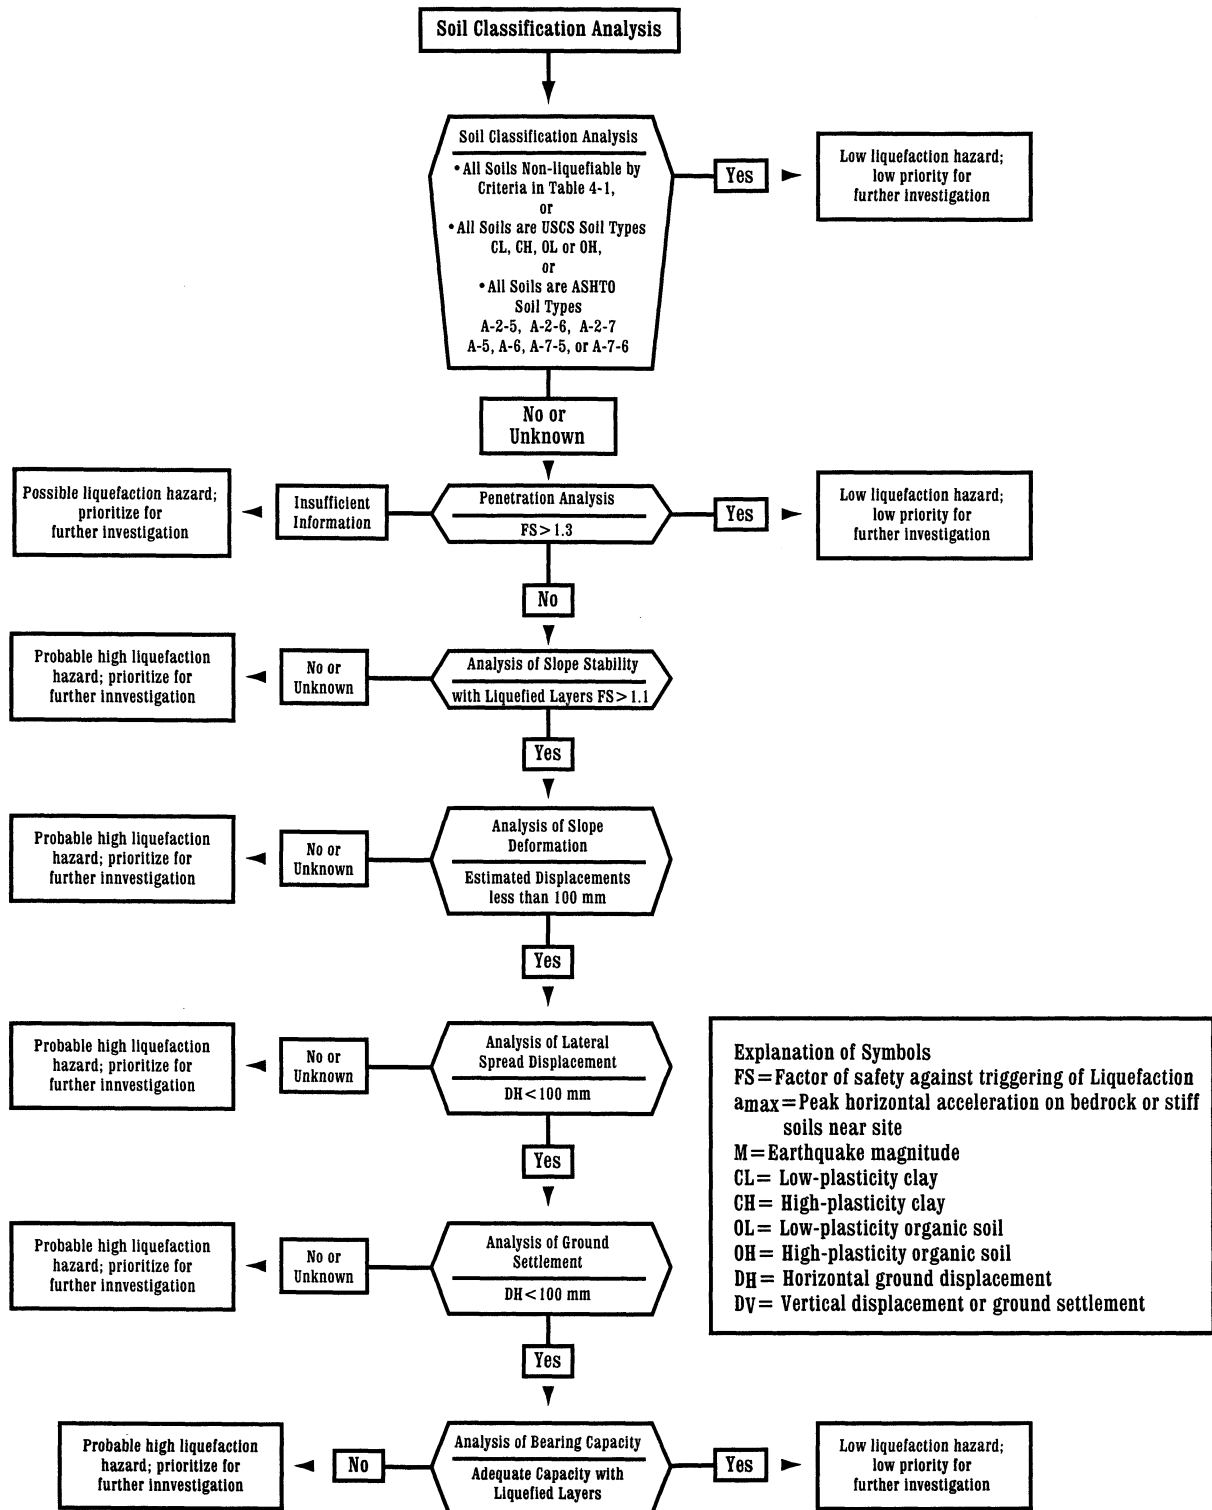 Soil Classification Analysis
Soil Classification Analysis
• All Soils Non-liquefiable by
Criteria in Table 4-1,
or
• All Soils are USCS Soil Types
CL, CH, OL or OH,
or
• All Soils are ASHTO
Soil Types
A-2-5, A-2-6, A-2-7
A-5, A-6, A-7-5, or A-7-6
Yes
Low liquefaction hazard;
low priority for
further investigation
No or
Unknown
Possible liquefaction hazard;
prioritize for
further investigation
Insufficient
Information
Penetration Analysis
FS > 1.3
Yes
Low liquefaction hazard;
low priority for
further investigation
No
Probable high liquefaction
hazard; prioritize for
further innvestigation
No or
Unknown
Analysis of Slope Stability
with Liquefied Layers FS > 1.1
Yes
Probable high liquefaction
hazard; prioritize for
further innvestigation
No or
Unknown
Analysis of Slope
Deformation
Estimated Displacements
less than 100 mm
Yes
Probable high liquefaction
hazard; prioritize for
further innvestigation
No or
Unknown
Analysis of Lateral
Spread Displacement
DH < 100 mm
Yes
Probable high liquefaction
hazard; prioritize for
further innvestigation
No or
Unknown
Analysis of Ground
Settlement
DH < 100 mm
Yes
Probable high liquefaction
hazard; prioritize for
further innvestigation
No
Analysis of Bearing Capacity
Adequate Capacity with
Liquefied Layers
Yes
Low liquefaction hazard;
low priority for
further investigation
Explanation of Symbols
FS = Factor of safety against triggering of Liquefaction
amax = Peak horizontal acceleration on bedrock or stiff
soils near site
M = Earthquake magnitude
CL = Low-plasticity clay
CH = High-plasticity clay
OL = Low-plasticity organic soil
OH = High-plasticity organic soil
DH = Horizontal ground displacement
DV = Vertical displacement or ground settlement